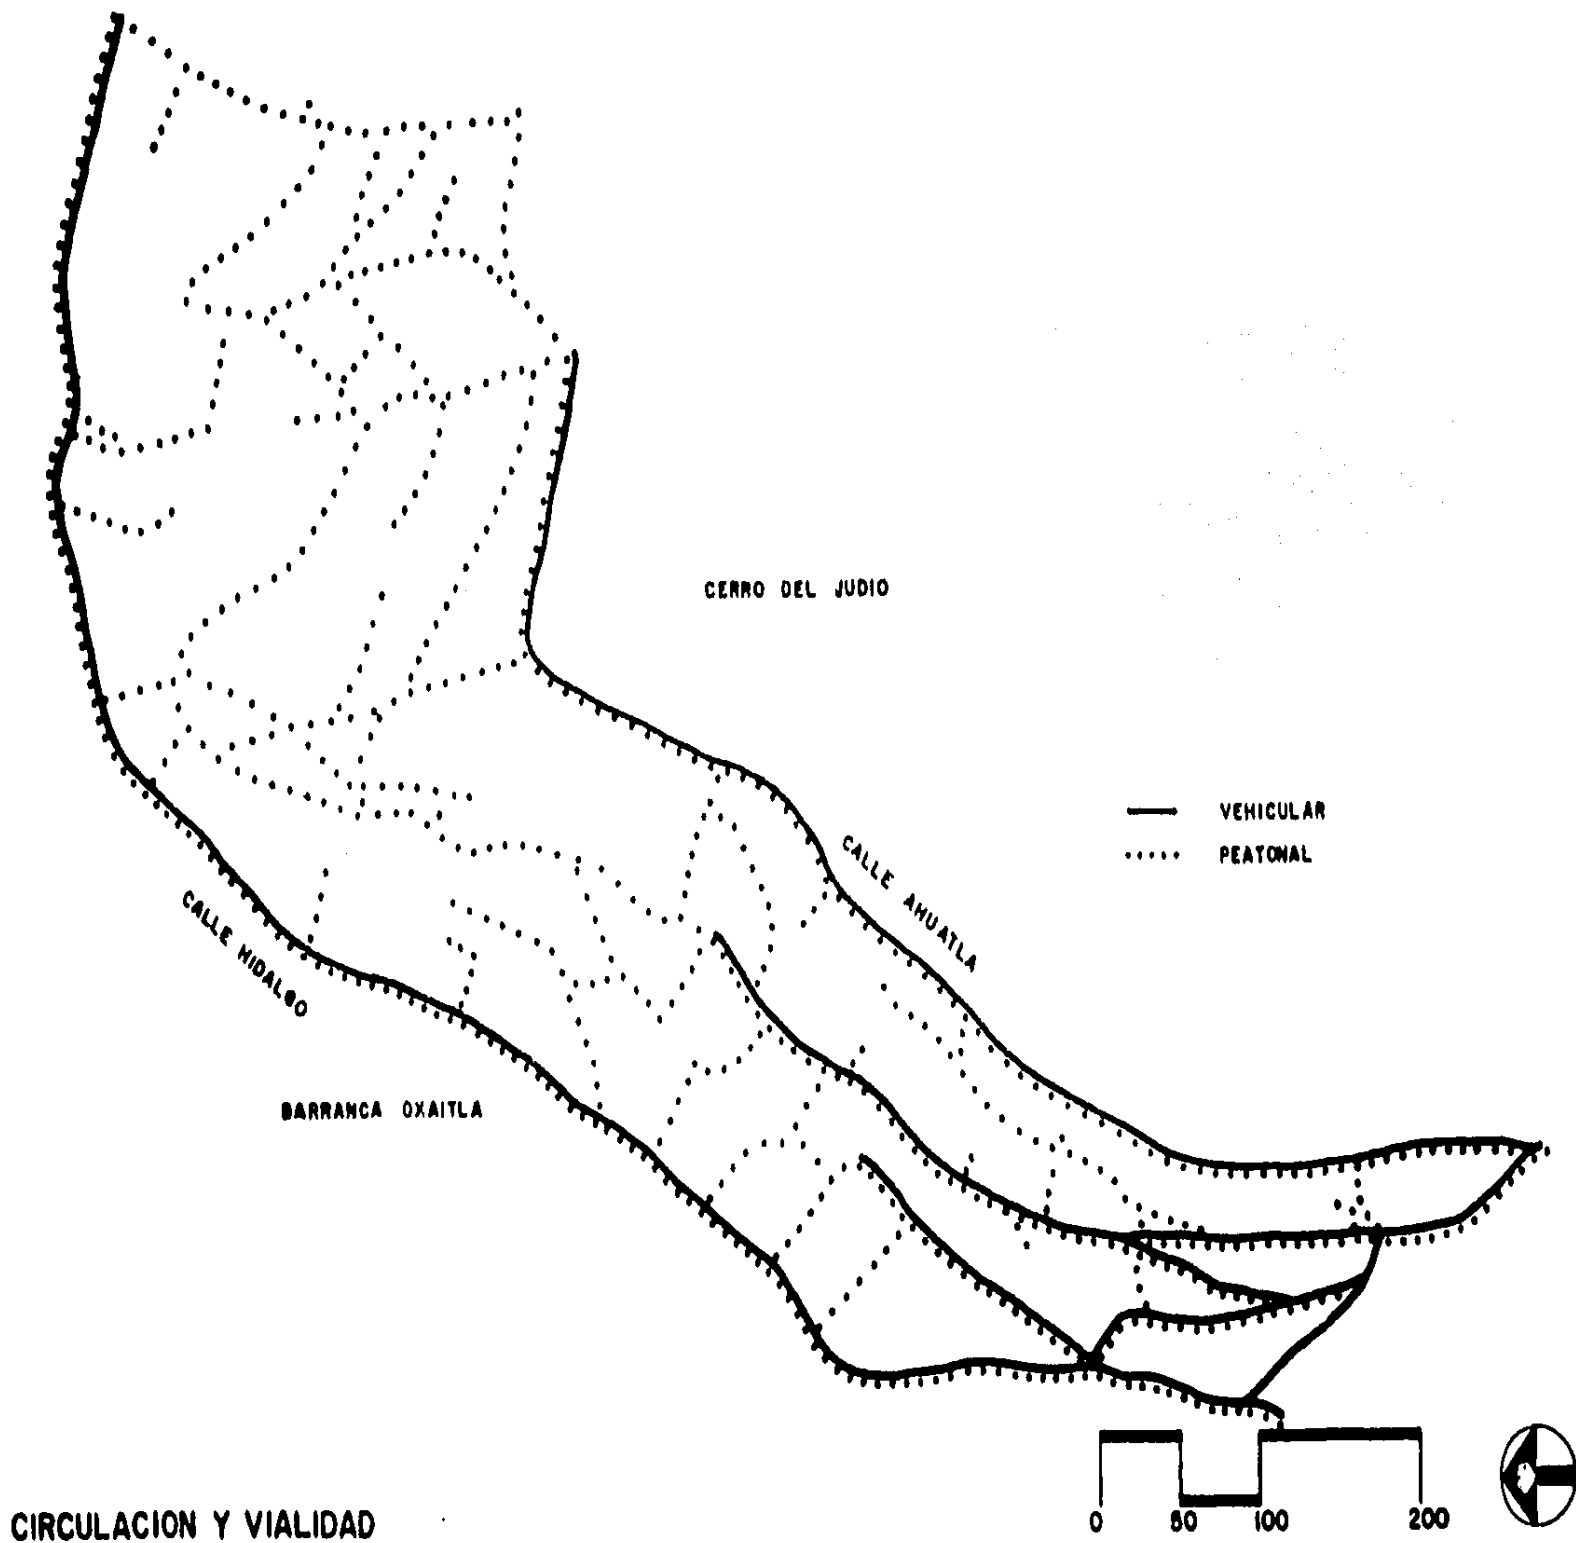 CERRO DEL JUDIO
VEHICULAR
PEATONAL
CALLE AHUATLA
CALLE HIDALGO
BARRANCA OXAITLA
0 50 100 200
CIRCULACION Y VIALIDAD